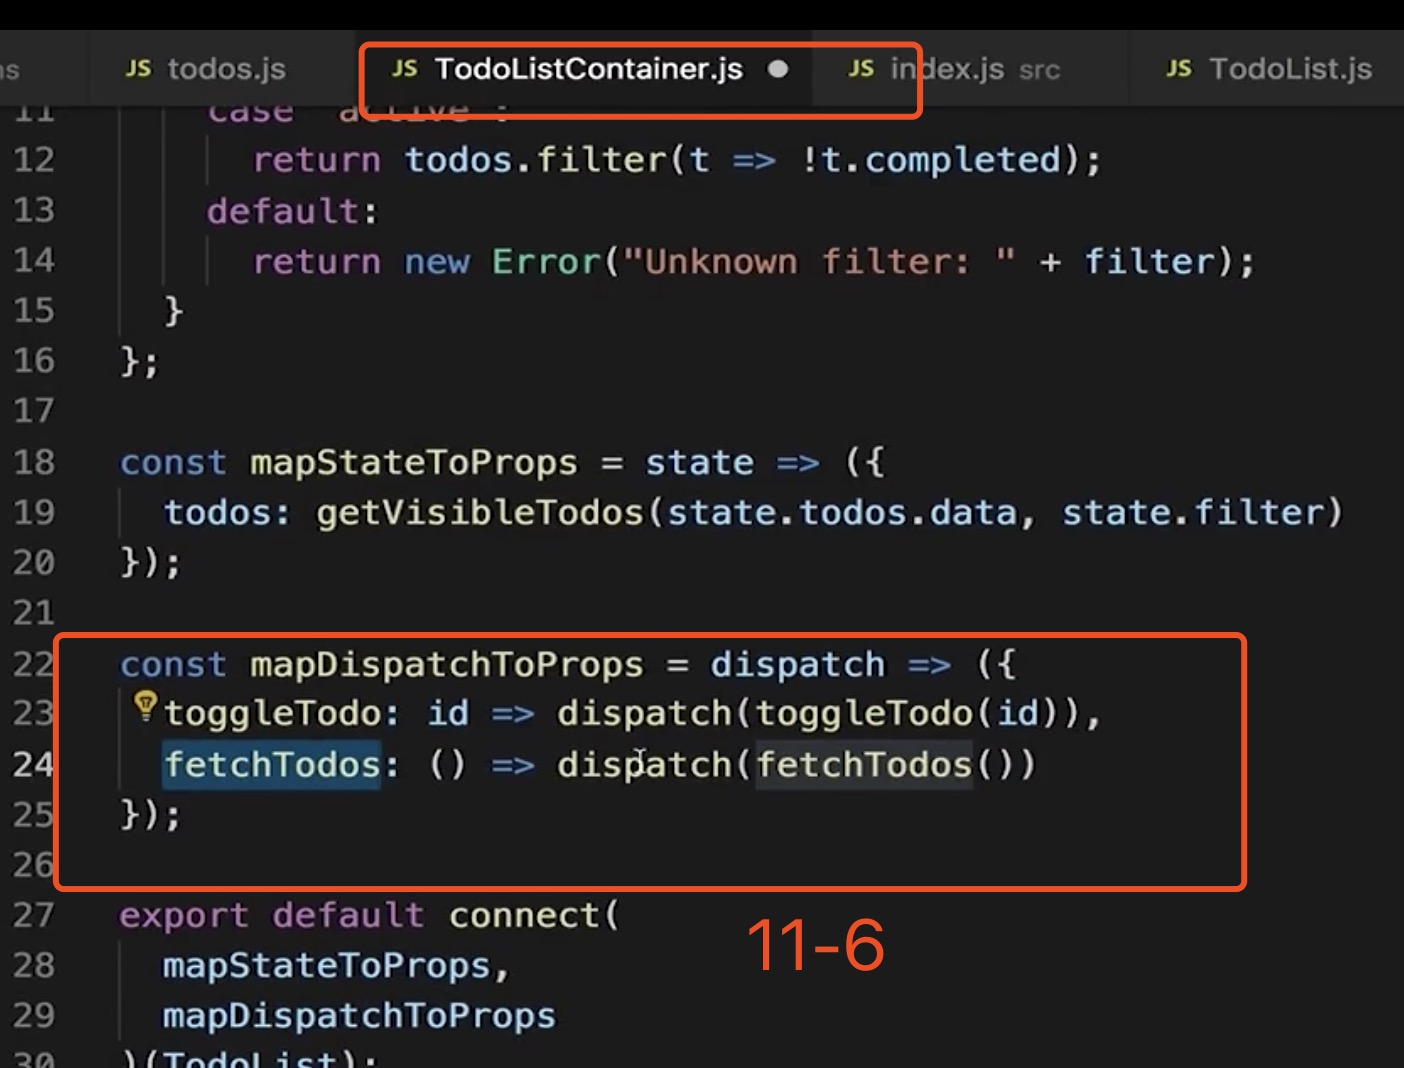 ns
JS todos.js
JS TodoListContainer.js
JS index.js src
JS TodoList.js
11 case active :
12 return todos.filter(t => !t.completed);
13 default:
14 return new Error("Unknown filter: " + filter);
15 }
16 };
17
18 const mapStateToProps = state => ({
19 todos: getVisibleTodos(state.todos.data, state.filter)
20 });
21
22 const mapDispatchToProps = dispatch => ({
23 toggleTodo: id => dispatch(toggleTodo(id)),
24 fetchTodos: () => dispatch(fetchTodos())
25 });
26
27 export default connect(
28 mapStateToProps,
29 mapDispatchToProps
30 )(TodoList);
11-6